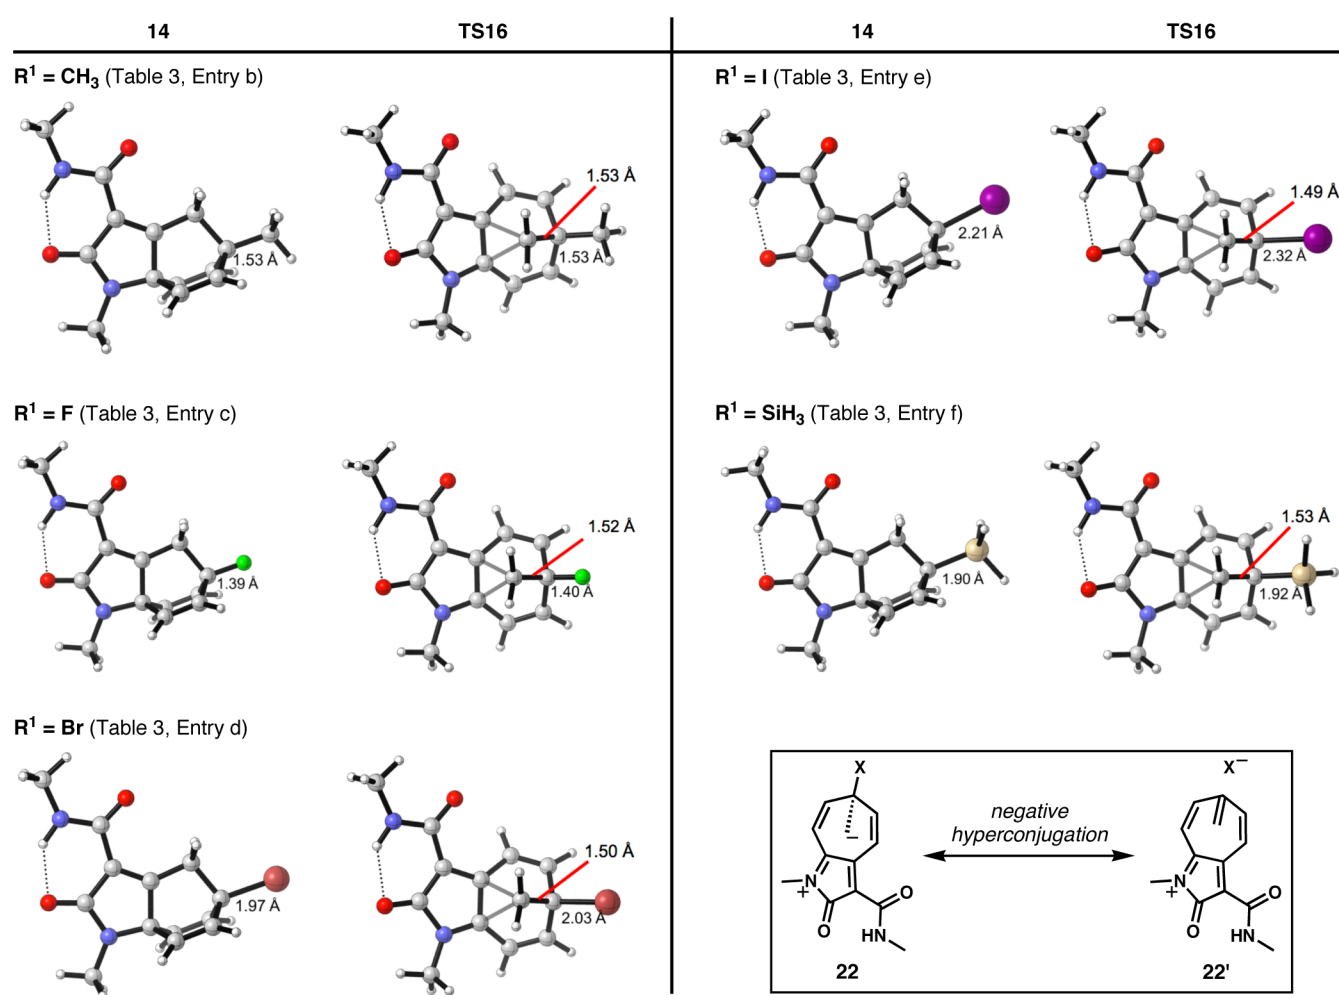 14 TS16 14 TS16
R¹ = CH₃ (Table 3, Entry b)
1.53 Å
1.53 Å
1.53 Å
R¹ = I (Table 3, Entry e)
2.21 Å
1.49 Å
2.32 Å
R¹ = F (Table 3, Entry c)
1.39 Å
1.52 Å
1.40 Å
R¹ = SiH₃ (Table 3, Entry f)
1.90 Å
1.53 Å
1.92 Å
R¹ = Br (Table 3, Entry d)
1.97 Å
1.50 Å
2.03 Å
X
–
N
+
O
O
HN
22
negative
hyperconjugation
X–
N
+
O
O
HN
22'